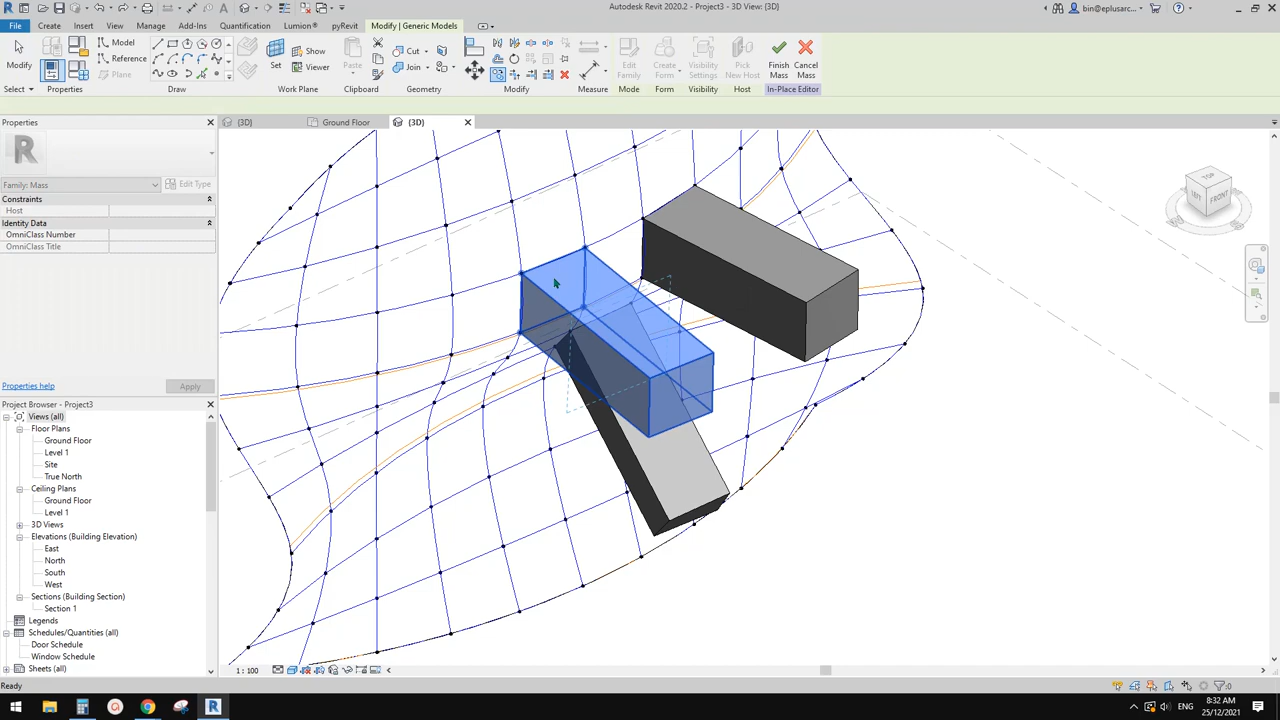 Autodesk Revit 2020.2 - Project3 - 3D View: {3D}
bin@eplusarc...
File Create Insert View Manage Add-Ins Quantification Lumion® pyRevit Modify | Generic Models
Modify
Select
Properties
Model
Reference
Plane
Draw
Set
Show
Viewer
Work Plane
Paste
Clipboard
Cut
Join
Geometry
Modify
Measure
Edit Family
Mode
Create Form
Form
Visibility Settings
Visibility
Pick New Host
Host
Finish Mass
Cancel Mass
In-Place Editor
Properties
{3D}
Ground Floor
{3D}
Family: Mass
Edit Type
Constraints
Host
Identity Data
OmniClass Number
OmniClass Title
Properties help
Apply
Project Browser - Project3
Views (all)
Floor Plans
Ground Floor
Level 1
Site
True North
Ceiling Plans
Ground Floor
Level 1
3D Views
Elevations (Building Elevation)
East
North
South
West
Sections (Building Section)
Section 1
Legends
Schedules/Quantities (all)
Door Schedule
Window Schedule
Sheets (all)
TOP
LEFT
FRONT
1 : 100
Ready
:0
ENG
8:32 AM
25/12/2021